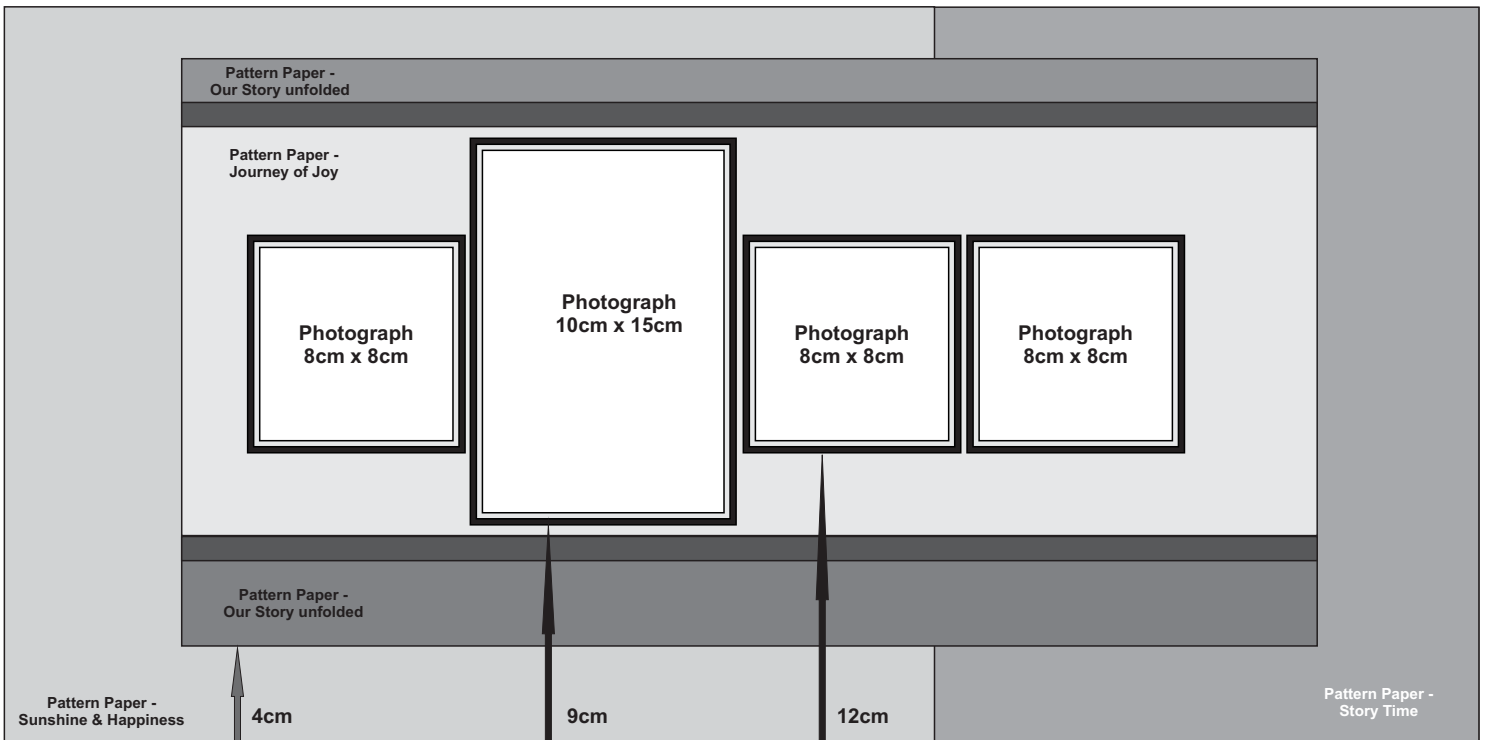 Pattern Paper -
Our Story unfolded
Pattern Paper -
Journey of Joy
Photograph
8cm x 8cm
Photograph
10cm x 15cm
Photograph
8cm x 8cm
Photograph
8cm x 8cm
Pattern Paper -
Our Story unfolded
Pattern Paper -
Sunshine & Happiness
4cm
9cm
12cm
Pattern Paper -
Story Time